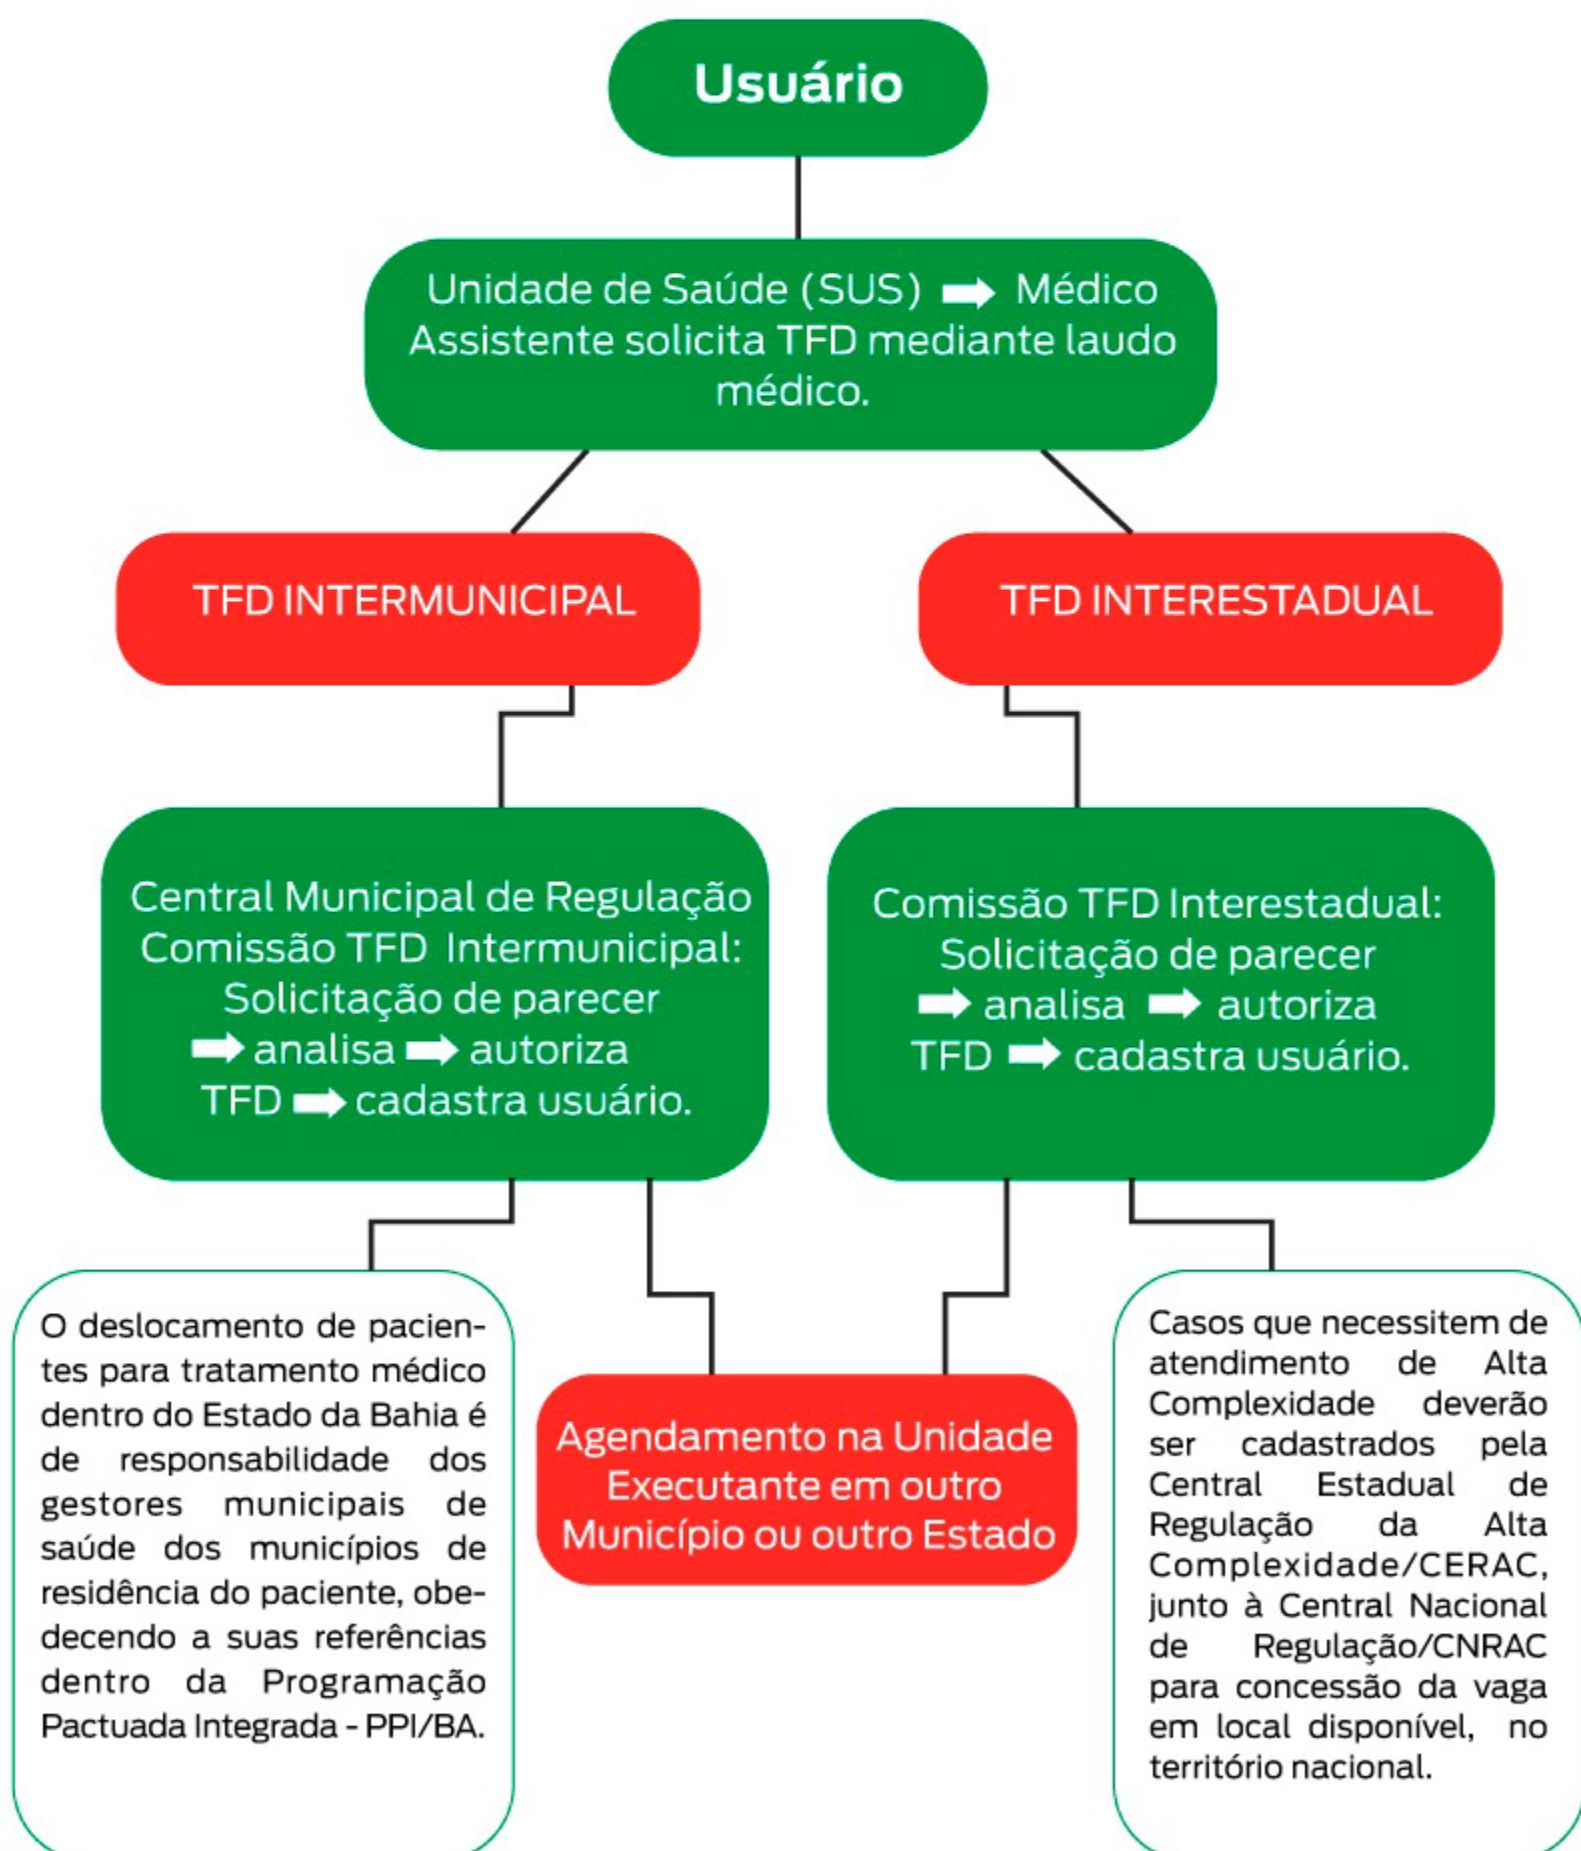 Usuário
Unidade de Saúde (SUS) ➡ Médico
Assistente solicita TFD mediante laudo
médico.
TFD INTERMUNICIPAL
TFD INTERESTADUAL
Central Municipal de Regulação
Comissão TFD Intermunicipal:
Solicitação de parecer
➡ analisa ➡ autoriza
TFD ➡ cadastra usuário.
Comissão TFD Interestadual:
Solicitação de parecer
➡ analisa ➡ autoriza
TFD ➡ cadastra usuário.
O deslocamento de pacien-
tes para tratamento médico
dentro do Estado da Bahia é
de responsabilidade dos
gestores municipais de
saúde dos municípios de
residência do paciente, obe-
decendo a suas referências
dentro da Programação
Pactuada Integrada - PPI/BA.
Agendamento na Unidade
Executante em outro
Município ou outro Estado
Casos que necessitem de
atendimento de Alta
Complexidade deverão
ser cadastrados pela
Central Estadual de
Regulação da Alta
Complexidade/CERAC,
junto à Central Nacional
de Regulação/CNRAC
para concessão da vaga
em local disponível, no
território nacional.